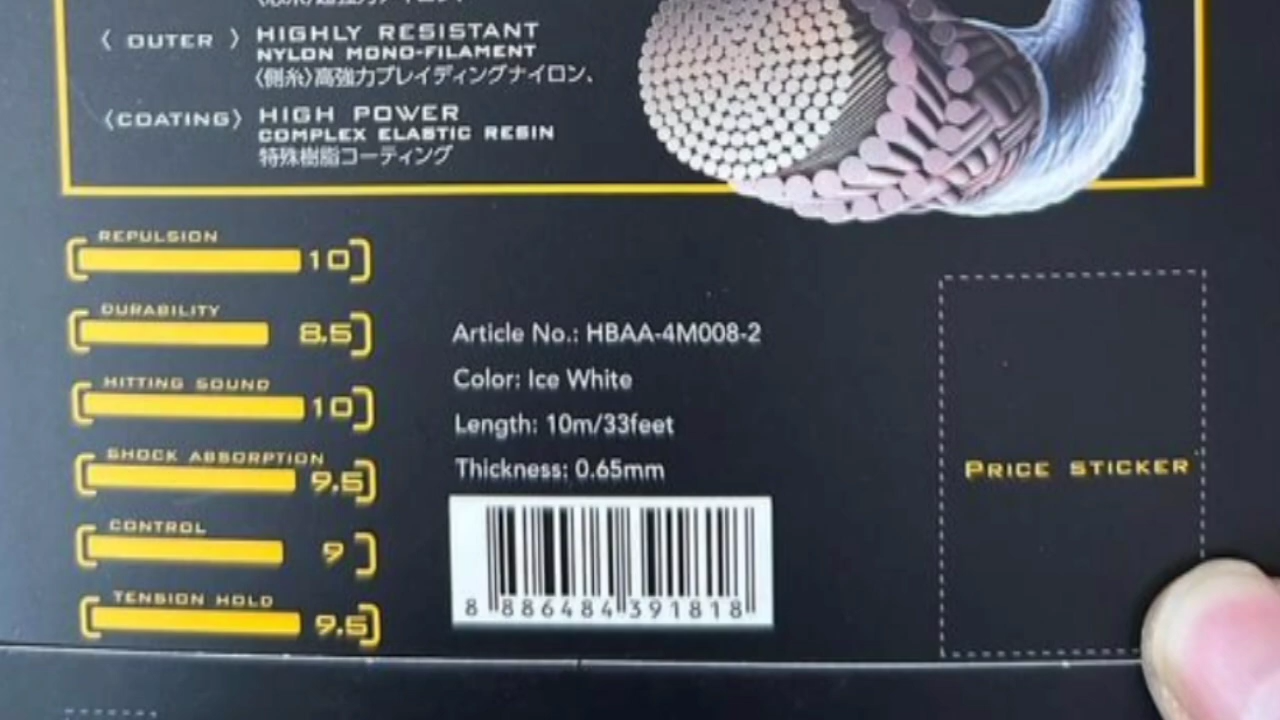 〈 OUTER 〉 HIGHLY RESISTANT
NYLON MONO-FILAMENT
〈側糸〉高強力ブレイディングナイロン、
〈COATING〉 HIGH POWER
COMPLEX ELASTIC RESIN
特殊樹脂コーティング
REPULSION
10
DURABILITY
8.5
HITTING SOUND
10
SHOCK ABSORPTION
9.5
CONTROL
9
TENSION HOLD
9.5
Article No.: HBAA-4M008-2
Color: Ice White
Length: 10m/33feet
Thickness: 0.65mm
8 886484 391818
PRICE STICKER